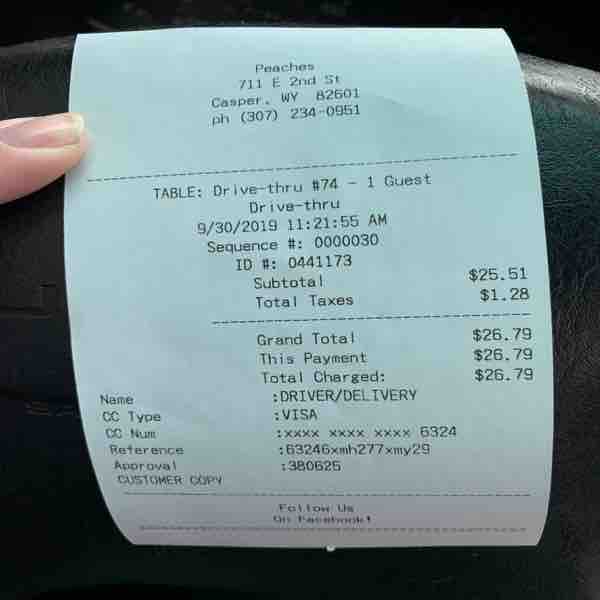 Peaches
711 E 2nd St
Casper, WY 82601
ph (307) 234-0951
TABLE: Drive-thru #74 - 1 Guest
Drive-thru
9/30/2019 11:21:55 AM
Sequence #: 0000030
ID #: 0441173
Subtotal $25.51
Total Taxes $1.28
Grand Total $26.79
This Payment $26.79
Total Charged: $26.79
Name :DRIVER/DELIVERY
CC Type :VISA
CC Num :xxxx xxxx xxxx 6324
Reference :63246xmh277xmy29
Approval :380625
CUSTOMER COPY
Follow Us
On Facebook!